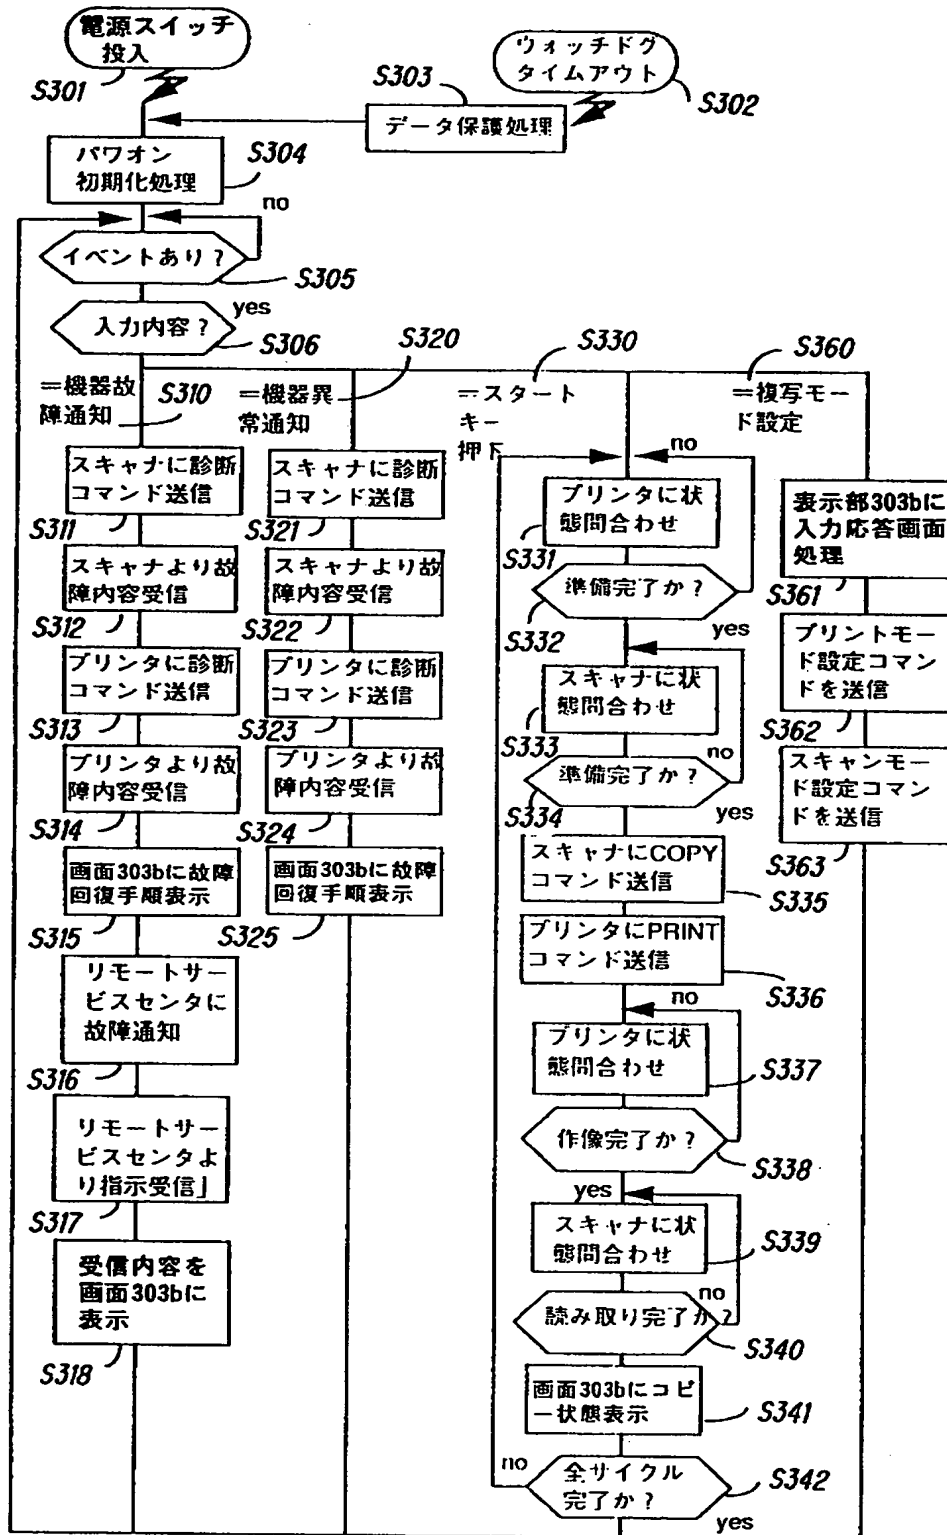 電源スイッチ
投入
S301
ウォッチドグ
タイムアウト
S302
S303
データ保護処理
パワオン
初期化処理
S304
no
イベントあり？
S305
yes
入力内容？
S306
=機器故
障通知
S310
=機器異
常通知
S320
=スタート
キー
押下
S330
=複写モー
ド設定
S360
スキャナに診断
コマンド送信
S311
スキャナより故
障内容受信
S312
プリンタに診断
コマンド送信
S313
プリンタより故
障内容受信
S314
画面303bに故障
回復手順表示
S315
リモートサー
ビスセンタに
故障通知
S316
リモートサー
ビスセンタよ
り指示受信」
S317
受信内容を
画面303bに
表示
S318
スキャナに診断
コマンド送信
S321
スキャナより故
障内容受信
S322
プリンタに診断
コマンド送信
S323
プリンタより故
障内容受信
S324
画面303bに故障
回復手順表示
S325
no
プリンタに状
態問合わせ
S331
準備完了か？
S332
yes
スキャナに状
態問合わせ
S333
no
準備完了か？
S334
yes
スキャナにCOPY
コマンド送信
S335
プリンタにPRINT
コマンド送信
S336
no
プリンタに状
態問合わせ
S337
作像完了か？
S338
yes
スキャナに状
態問合わせ
S339
no
読み取り完了か？
S340
画面303bにコピ
ー状態表示
S341
no
全サイクル
完了か？
S342
yes
表示部303bに
入力応答画面
処理
S361
プリントモー
ド設定コマン
ドを送信
S362
スキャンモー
ド設定コマン
ドを送信
S363